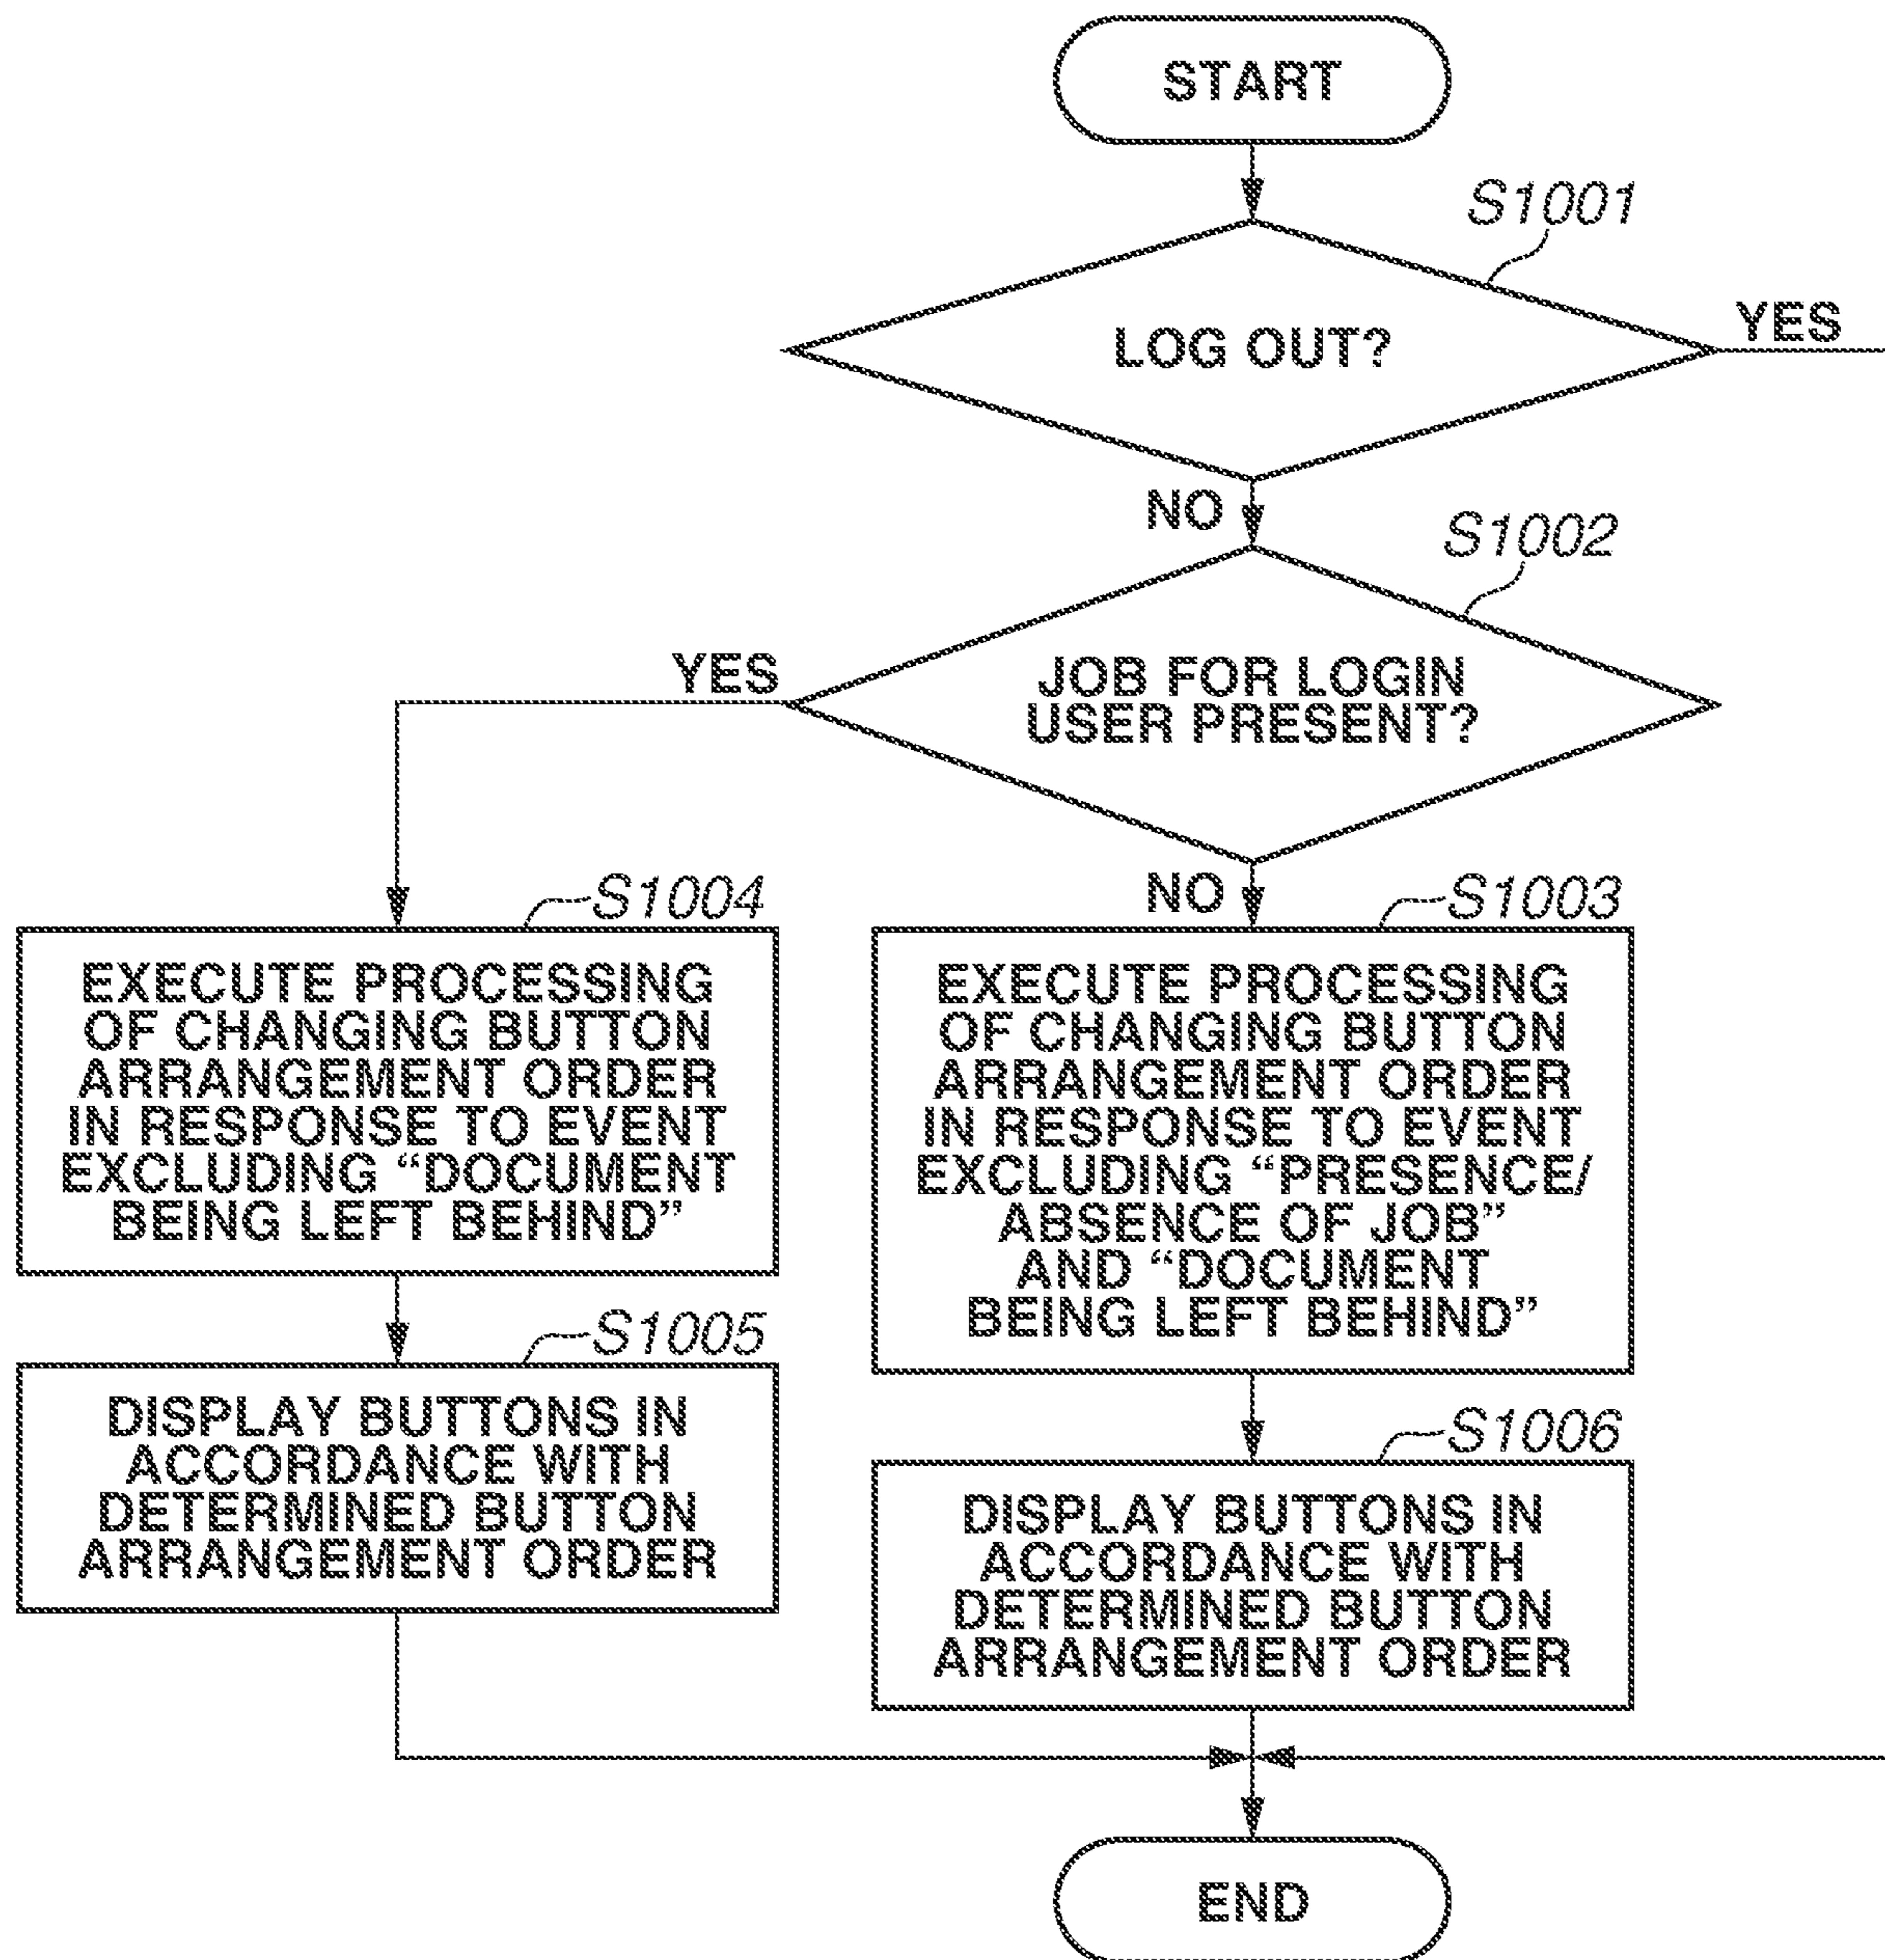 START
S1001
LOG OUT?
YES
NO
S1002
JOB FOR LOGIN
USER PRESENT?
YES
NO
S1004
EXECUTE PROCESSING
OF CHANGING BUTTON
ARRANGEMENT ORDER
IN RESPONSE TO EVENT
EXCLUDING “DOCUMENT
BEING LEFT BEHIND”
S1003
EXECUTE PROCESSING
OF CHANGING BUTTON
ARRANGEMENT ORDER
IN RESPONSE TO EVENT
EXCLUDING “PRESENCE/
ABSENCE OF JOB”
AND “DOCUMENT
BEING LEFT BEHIND”
S1005
DISPLAY BUTTONS IN
ACCORDANCE WITH
DETERMINED BUTTON
ARRANGEMENT ORDER
S1006
DISPLAY BUTTONS IN
ACCORDANCE WITH
DETERMINED BUTTON
ARRANGEMENT ORDER
END